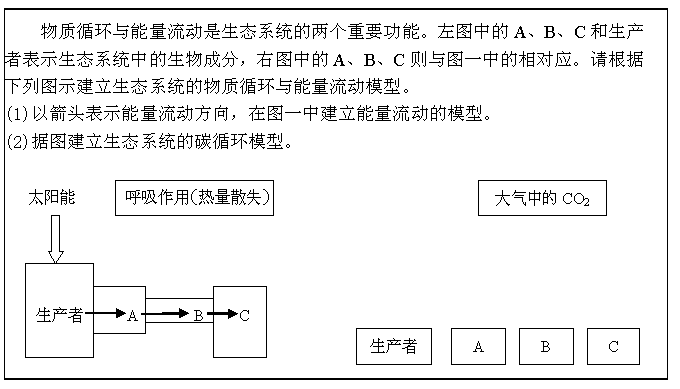 物质循环与能量流动是生态系统的两个重要功能。左图中的 A、B、C 和生产
者表示生态系统中的生物成分，右图中的 A、B、C 则与图一中的相对应。请根据
下列图示建立生态系统的物质循环与能量流动模型。
(1) 以箭头表示能量流动方向，在图一中建立能量流动的模型。
(2) 据图建立生态系统的碳循环模型。
太阳能 呼吸作用(热量散失) 大气中的 CO₂
生产者 A B C
生产者 A B C